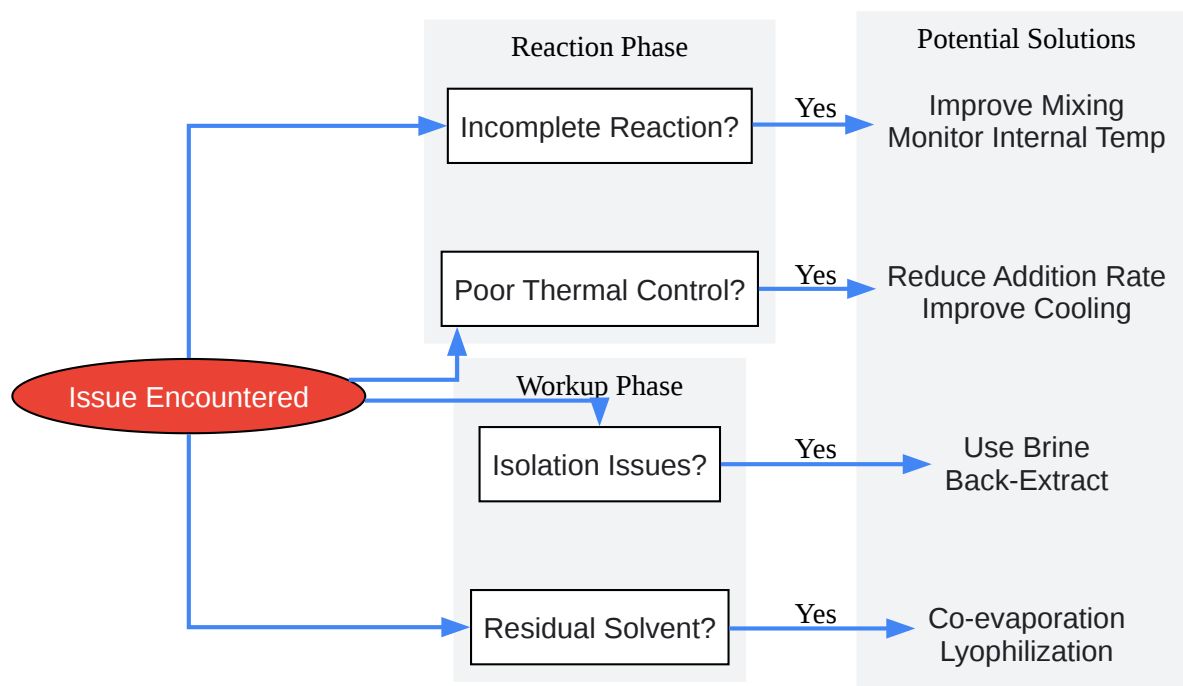 Reaction Phase
Potential Solutions
Incomplete Reaction?
Yes
Improve Mixing
Monitor Internal Temp
Poor Thermal Control?
Yes
Reduce Addition Rate
Improve Cooling
Issue Encountered
Workup Phase
Isolation Issues?
Yes
Use Brine
Back-Extract
Residual Solvent?
Yes
Co-evaporation
Lyophilization